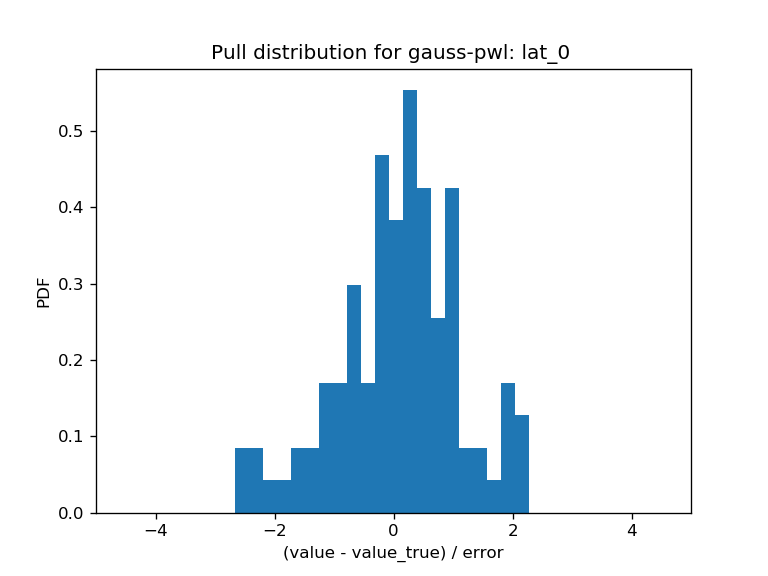 Pull distribution for gauss-pwl: lat_0
PDF
0.5
0.4
0.3
0.2
0.1
0.0
−4 −2 0 2 4
(value - value_true) / error